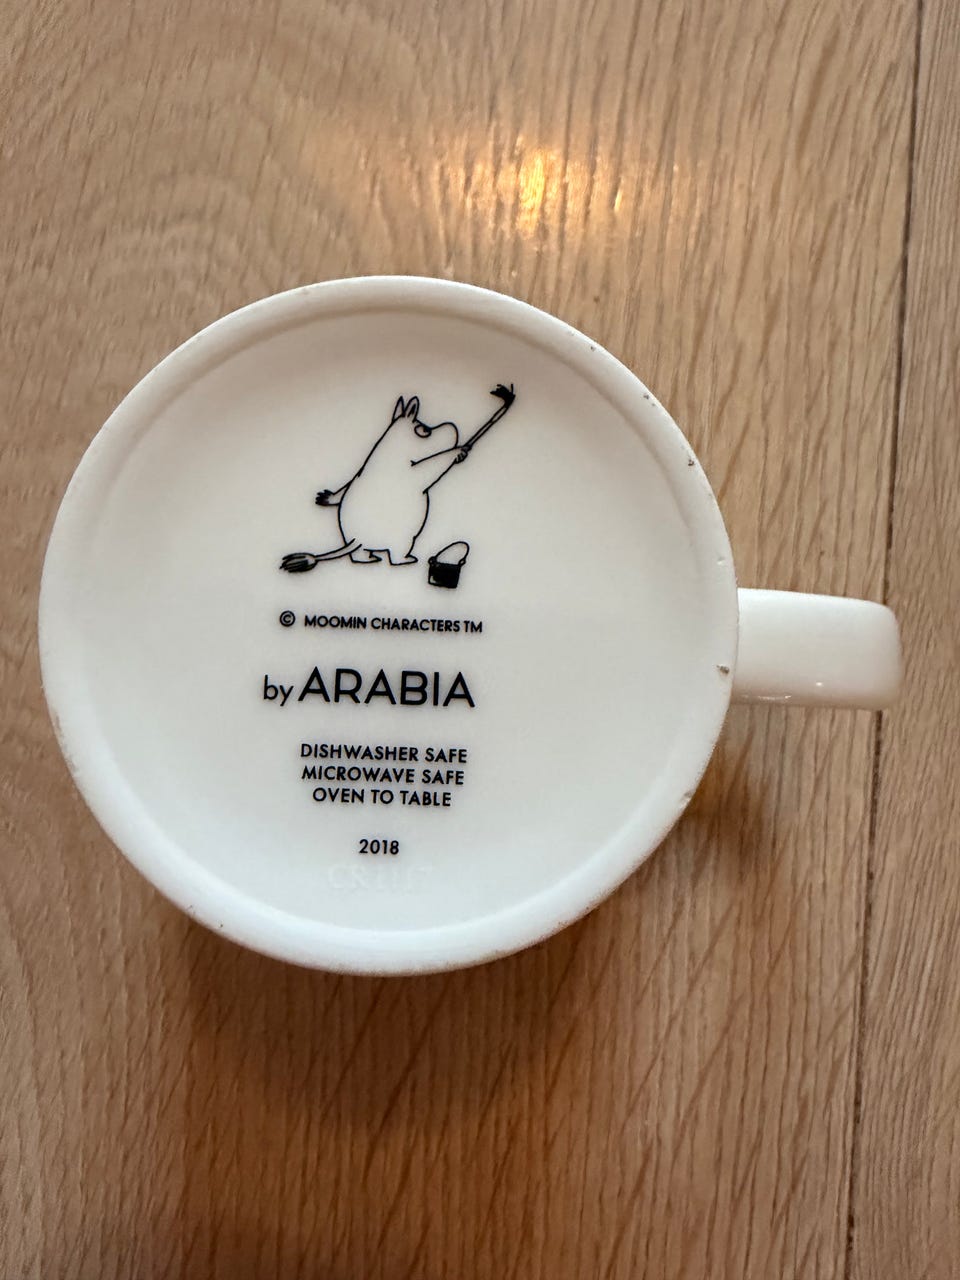 © MOOMIN CHARACTERS TM
by ARABIA
DISHWASHER SAFE
MICROWAVE SAFE
OVEN TO TABLE
2018